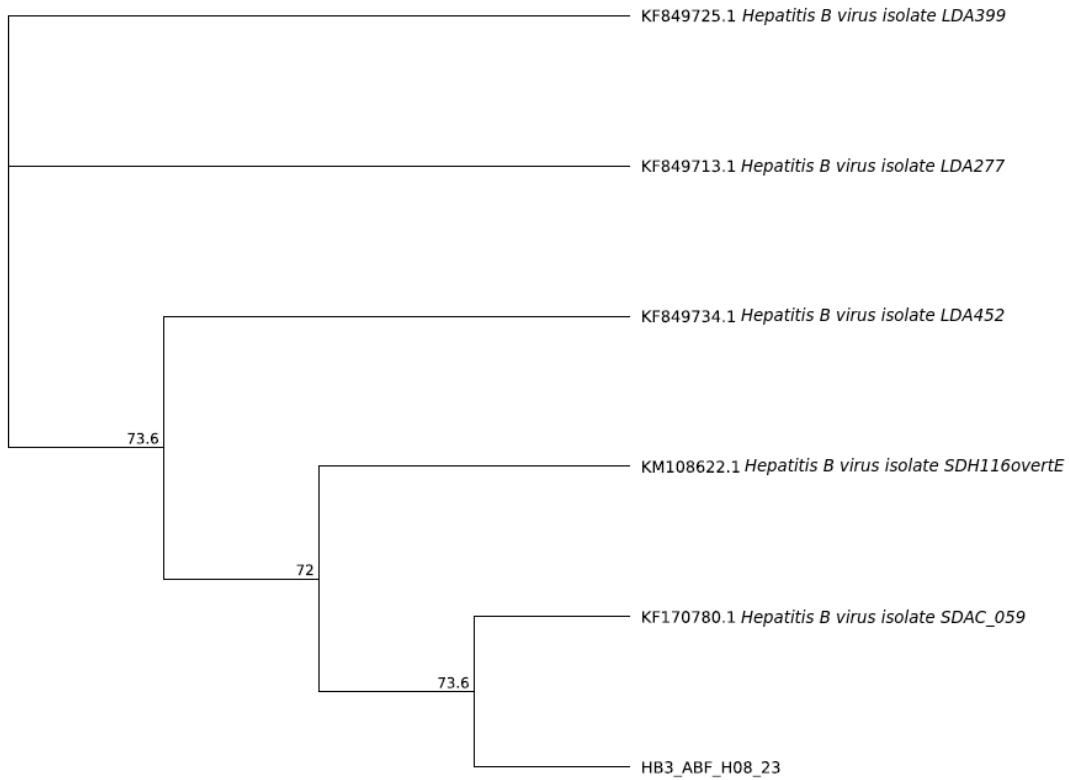 KF849725.1 Hepatitis B virus isolate LDA399
KF849713.1 Hepatitis B virus isolate LDA277
KF849734.1 Hepatitis B virus isolate LDA452
73.6
KM108622.1 Hepatitis B virus isolate SDH116overtE
72
KF170780.1 Hepatitis B virus isolate SDAC_059
73.6
HB3_ABF_H08_23